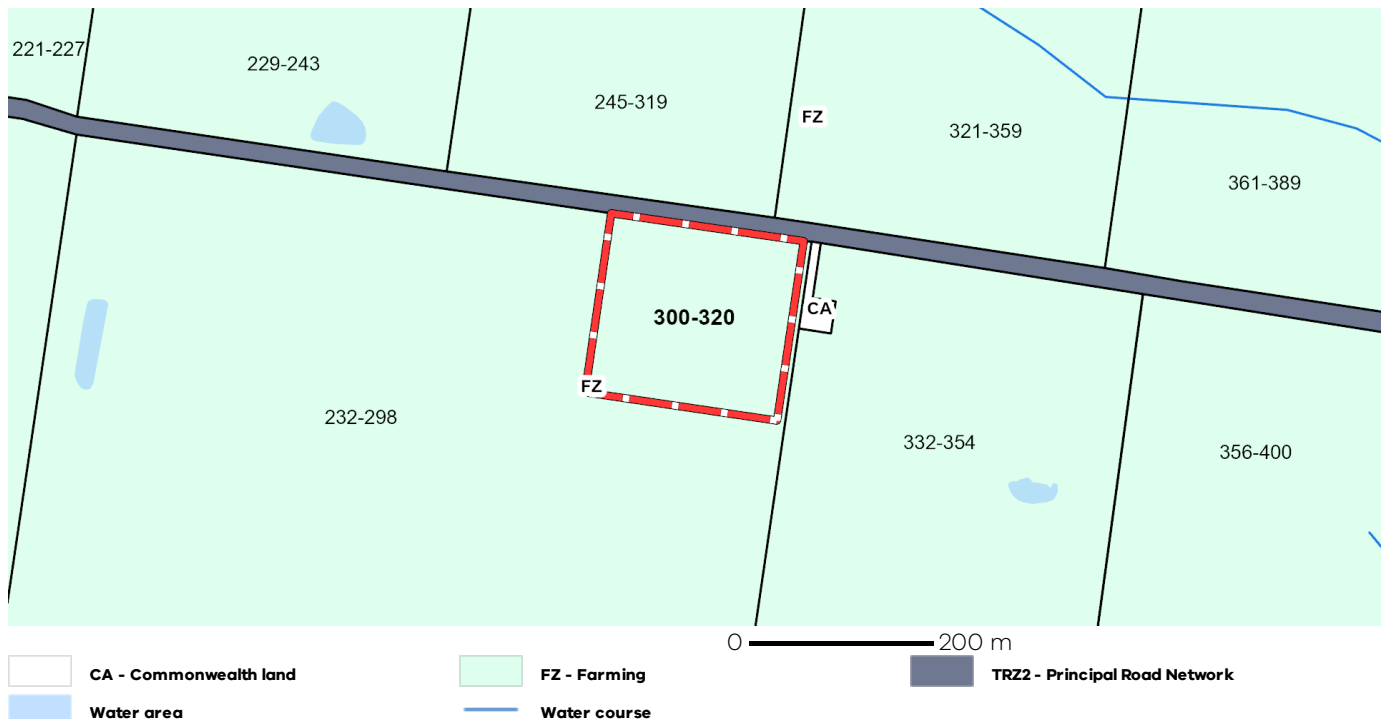 221-227
229-243
245-319
FZ
321-359
361-389
300-320
CA
FZ
232-298
332-354
356-400
0 200 m
CA - Commonwealth land
FZ - Farming
TRZ2 - Principal Road Network
Water area
Water course